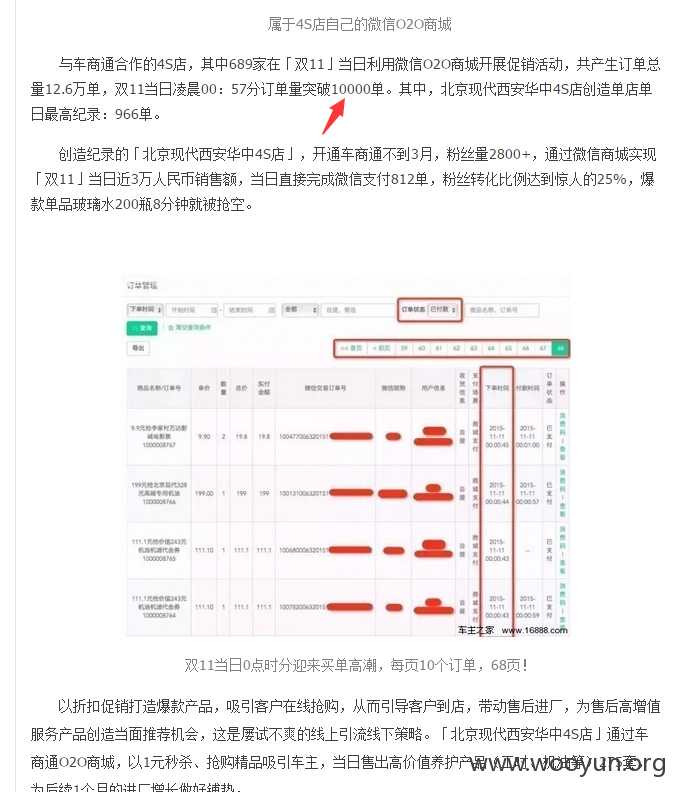 属于4S店自己的微信O2O商城
与车商通合作的4S店，其中689家在「双11」当日利用微信O2O商城开展促销活动，共产生订单总
量12.6万单，双11当日凌晨00：57分订单量突破10000单。其中，北京现代西安华中4S店创造单店单
日最高纪录：966单。
创造纪录的「北京现代西安华中4S店」，开通车商通不到3月，粉丝量2800+，通过微信商城实现
「双11」当日近3万人民币销售额，当日直接完成微信支付812单，粉丝转化比例达到惊人的25%，爆
款单品玻璃水200瓶8分钟就被抢空。
订单管理
下单时间 开始时间 - 结束时间 全部 自提、寄送 订单状态 已付款 商品名称、订单号
查询 清空查询条件
导出 << 首页 < 前页 59 60 61 62 63 64 65 66 67 68
商品名称/订单号 单价 数量 总价 实付金额 微信交易订单号 微信昵称 用户信息 收货信息 支付场景 下单时间 付款时间 订单状态 操作
9.9元抢李家村万达影城电影票 1000008767 9.90 2 19.8 19.8 100477006320151 自提 商城支付 2015-11-11 00:00:45 2015-11-11 00:01:00 已支付 消费码 | 查看
199元抢北京现代328元高端专用机油 1000008766 199.00 1 199 199 100131006320151 自提 商城支付 2015-11-11 00:00:44 2015-11-11 00:00:57 已支付 消费码 | 查看
111.1元抢价值243元机油机滤代金券 1000008765 111.10 1 111.1 111.1 100680006320151 自提 商城支付 2015-11-11 00:00:43 -- 已支付 消费码 | 查看
111.1元抢价值243元机油机滤代金券 1000008764 111.10 1 111.1 111.1 100782006320151 自提 商城支付 2015-11-11 00:00:43 2015-11-11 00:00:59 已支付 消费码 | 查看
车主之家 www.16888.com
双11当日0点时分迎来买单高潮，每页10个订单，68页！
以折扣促销打造爆款产品，吸引客户在线抢购，从而引导客户到店，带动售后进厂，为售后高增值
服务产品创造当面推荐机会，这是屡试不爽的线上引流线下策略。「北京现代西安华中4S店」通过车
商通O2O商城，以1元秒杀、抢购精品吸引车主，当日售出高价值养护产品（工时、机油等）275套，
为后续1个月的进厂增长做好铺垫。
www.wooyun.org